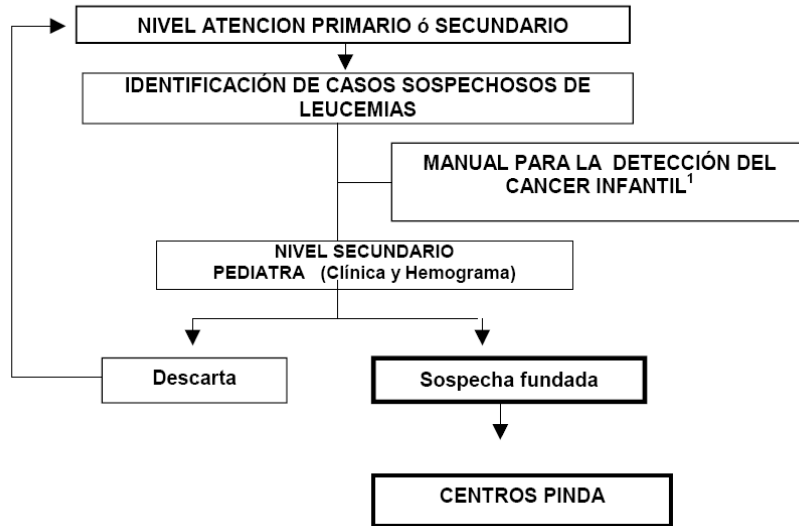 NIVEL ATENCION PRIMARIO ó SECUNDARIO
IDENTIFICACIÓN DE CASOS SOSPECHOSOS DE
LEUCEMIAS
MANUAL PARA LA DETECCIÓN DEL
CANCER INFANTIL¹
NIVEL SECUNDARIO
PEDIATRA (Clínica y Hemograma)
Descarta
Sospecha fundada
CENTROS PINDA